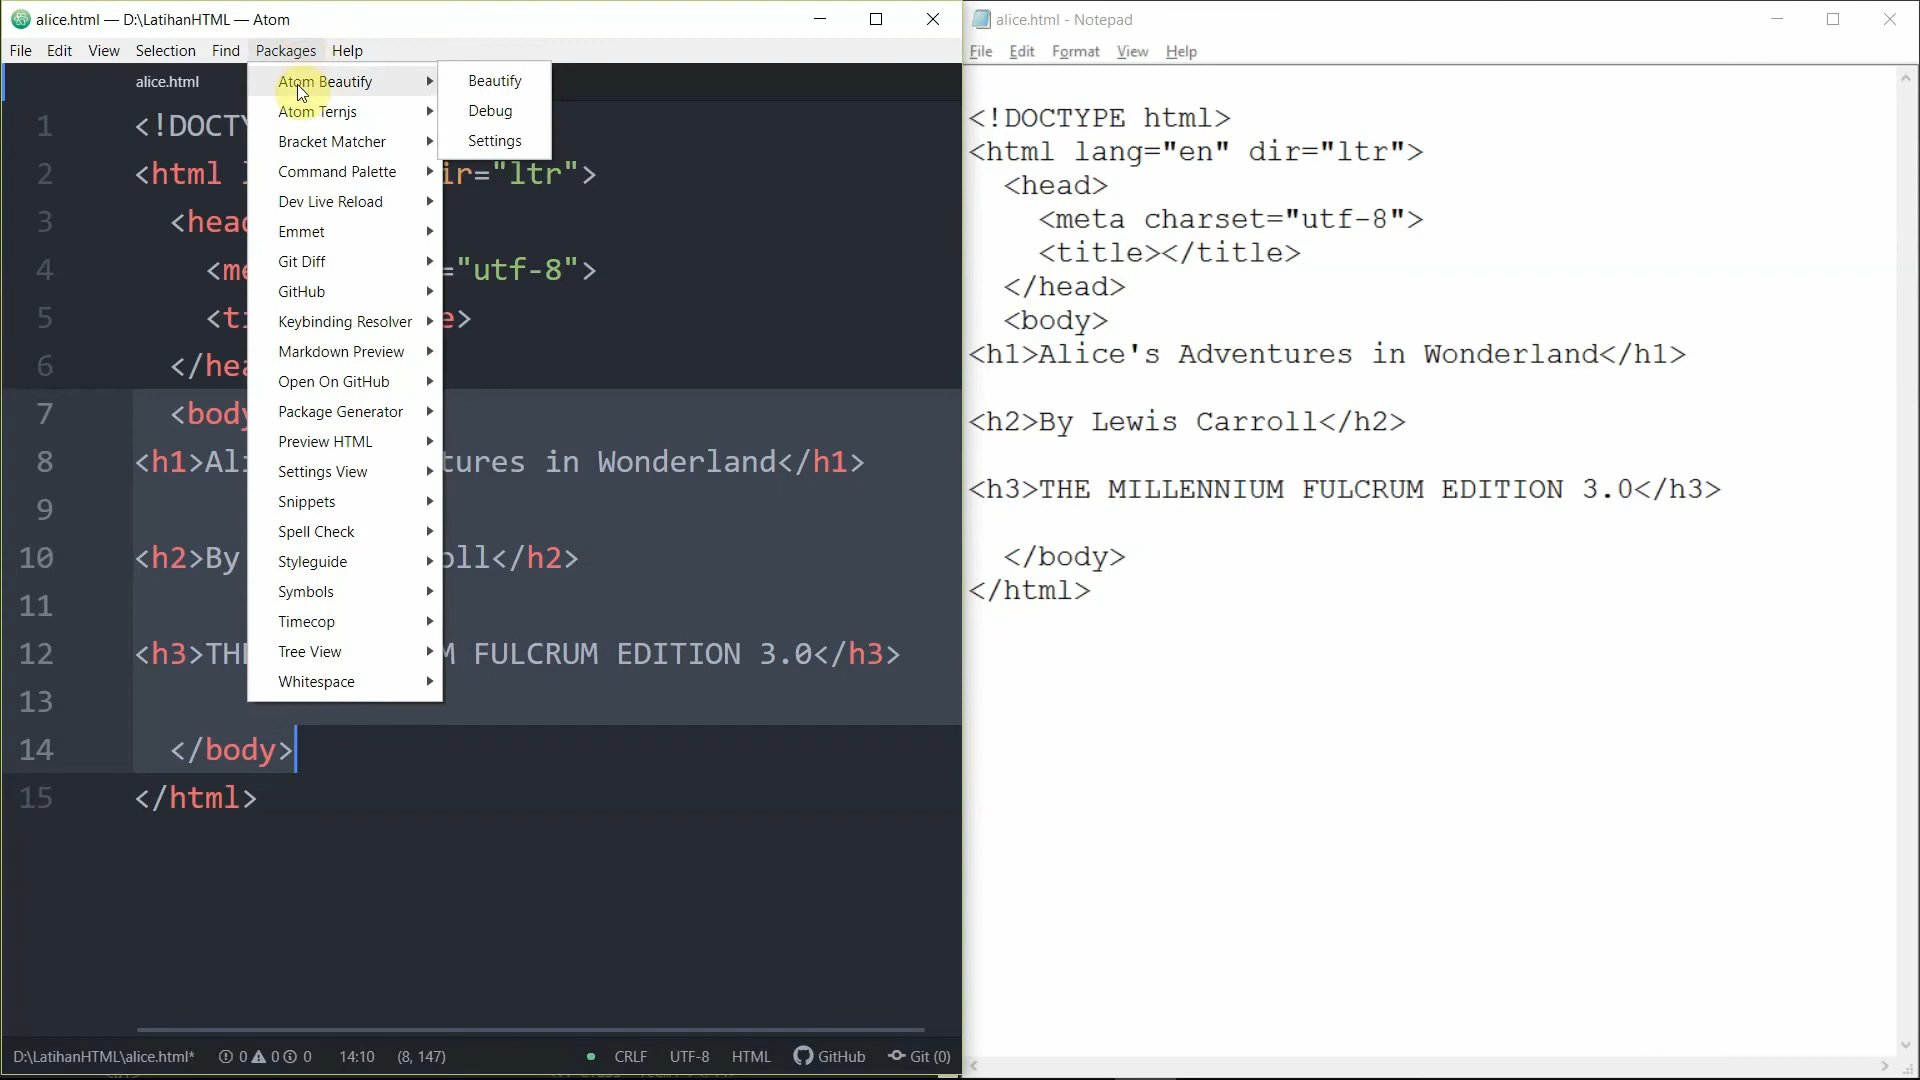 alice.html — D:\LatihanHTML — Atom
File Edit View Selection Find Packages Help
alice.html
Atom Beautify
Atom Ternjs
Bracket Matcher
Command Palette
Dev Live Reload
Emmet
Git Diff
GitHub
Keybinding Resolver
Markdown Preview
Open On GitHub
Package Generator
Preview HTML
Settings View
Snippets
Spell Check
Styleguide
Symbols
Timecop
Tree View
Whitespace
Beautify
Debug
Settings
1 <!DOCTY
2 <html ir="ltr">
3 <head
4 <me ="utf-8">
5 <ti e>
6 </hea
7 <body
8 <h1>Ali tures in Wonderland</h1>
9
10 <h2>By oll</h2>
11
12 <h3>THE M FULCRUM EDITION 3.0</h3>
13
14 </body>
15 </html>
D:\LatihanHTML\alice.html* 0 0 0 14:10 (8, 147) CRLF UTF-8 HTML GitHub Git (0)
alice.html - Notepad
File Edit Format View Help
<!DOCTYPE html>
<html lang="en" dir="ltr">
<head>
<meta charset="utf-8">
<title></title>
</head>
<body>
<h1>Alice's Adventures in Wonderland</h1>
<h2>By Lewis Carroll</h2>
<h3>THE MILLENNIUM FULCRUM EDITION 3.0</h3>
</body>
</html>